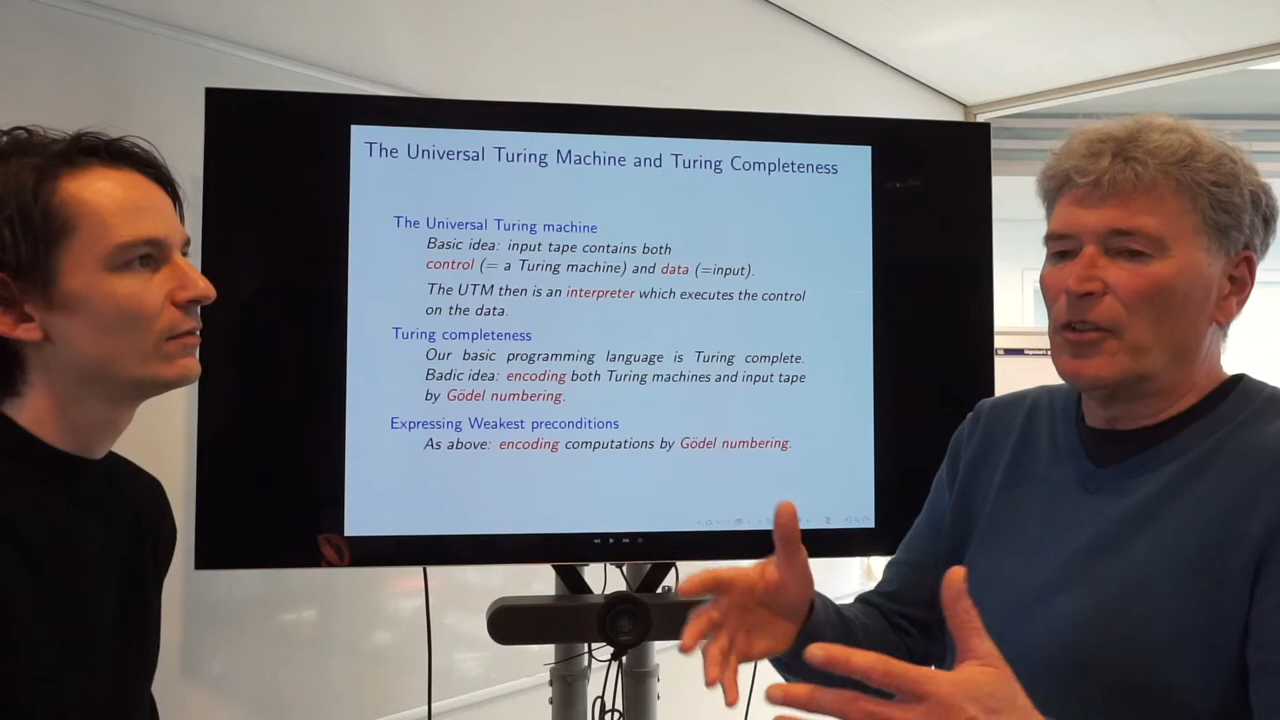 The Universal Turing Machine and Turing Completeness
The Universal Turing machine
Basic idea: input tape contains both
control (= a Turing machine) and data (=input).
The UTM then is an interpreter which executes the control
on the data.
Turing completeness
Our basic programming language is Turing complete.
Badic idea: encoding both Turing machines and input tape
by Gödel numbering.
Expressing Weakest preconditions
As above: encoding computations by Gödel numbering.